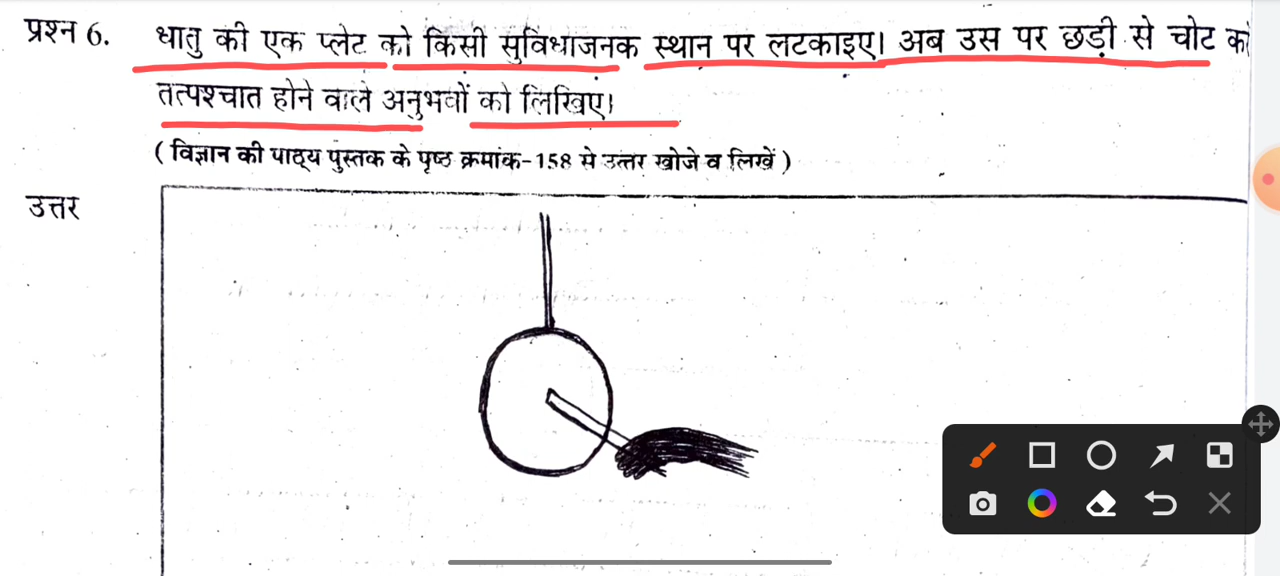 प्रश्न 6. धातु की एक प्लेट को किसी सुविधाजनक स्थान पर लटकाइए। अब उस पर छड़ी से चोट करें
तत्पश्चात होने वाले अनुभवों को लिखिए।
( विज्ञान की पाठ्य पुस्तक के पृष्ठ क्रमांक-158 से उत्तर खोजे व लिखें )
उत्तर